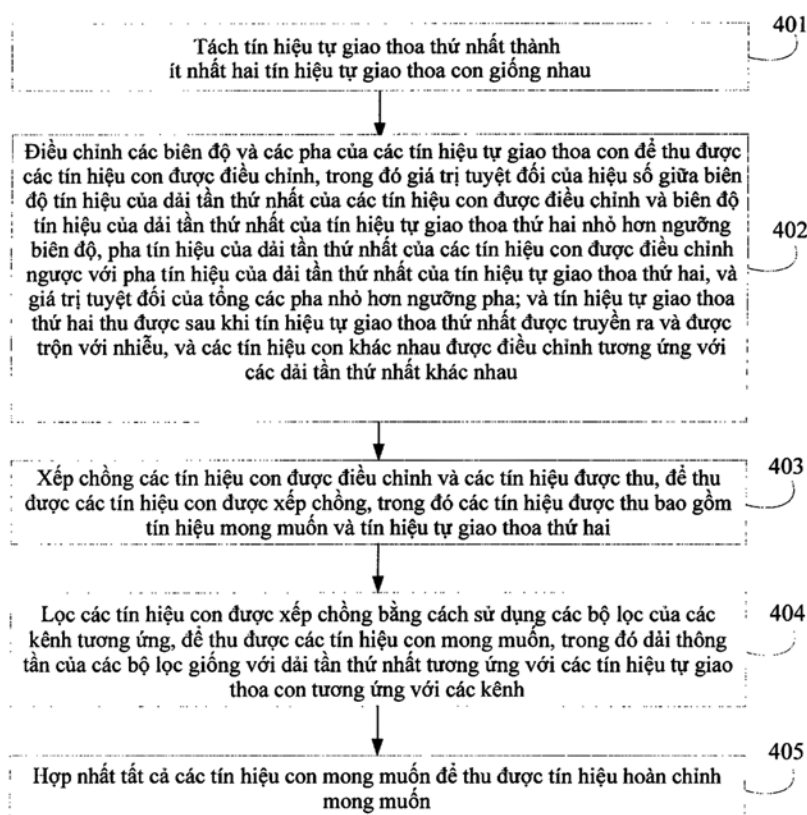 401
Tách tín hiệu tự giao thoa thứ nhất thành
ít nhất hai tín hiệu tự giao thoa con giống nhau
Điều chỉnh các biên độ và các pha của các tín hiệu tự giao thoa con để thu được
các tín hiệu con được điều chỉnh, trong đó giá trị tuyệt đối của hiệu số giữa biên
độ tín hiệu của dải tần thứ nhất của các tín hiệu con được điều chỉnh và biên độ
tín hiệu của dải tần thứ nhất của tín hiệu tự giao thoa thứ hai nhỏ hơn ngưỡng
biên độ, pha tín hiệu của dải tần thứ nhất của các tín hiệu con được điều chỉnh
ngược với pha tín hiệu của dải tần thứ nhất của tín hiệu tự giao thoa thứ hai, và
giá trị tuyệt đối của tổng các pha nhỏ hơn ngưỡng pha; và tín hiệu tự giao thoa
thứ hai thu được sau khi tín hiệu tự giao thoa thứ nhất được truyền ra và được
trộn với nhiễu, và các tín hiệu con khác nhau được điều chỉnh tương ứng với
các dải tần thứ nhất khác nhau
402
Xếp chồng các tín hiệu con được điều chỉnh và các tín hiệu được thu, để thu
được các tín hiệu con được xếp chồng, trong đó các tín hiệu được thu bao gồm
tín hiệu mong muốn và tín hiệu tự giao thoa thứ hai
403
Lọc các tín hiệu con được xếp chồng bằng cách sử dụng các bộ lọc của các
kênh tương ứng, để thu được các tín hiệu con mong muốn, trong đó dải thông
tần của các bộ lọc giống với dải tần thứ nhất tương ứng với các tín hiệu tự giao
thoa con tương ứng với các kênh
404
Hợp nhất tất cả các tín hiệu con mong muốn để thu được tín hiệu hoàn chỉnh
mong muốn
405